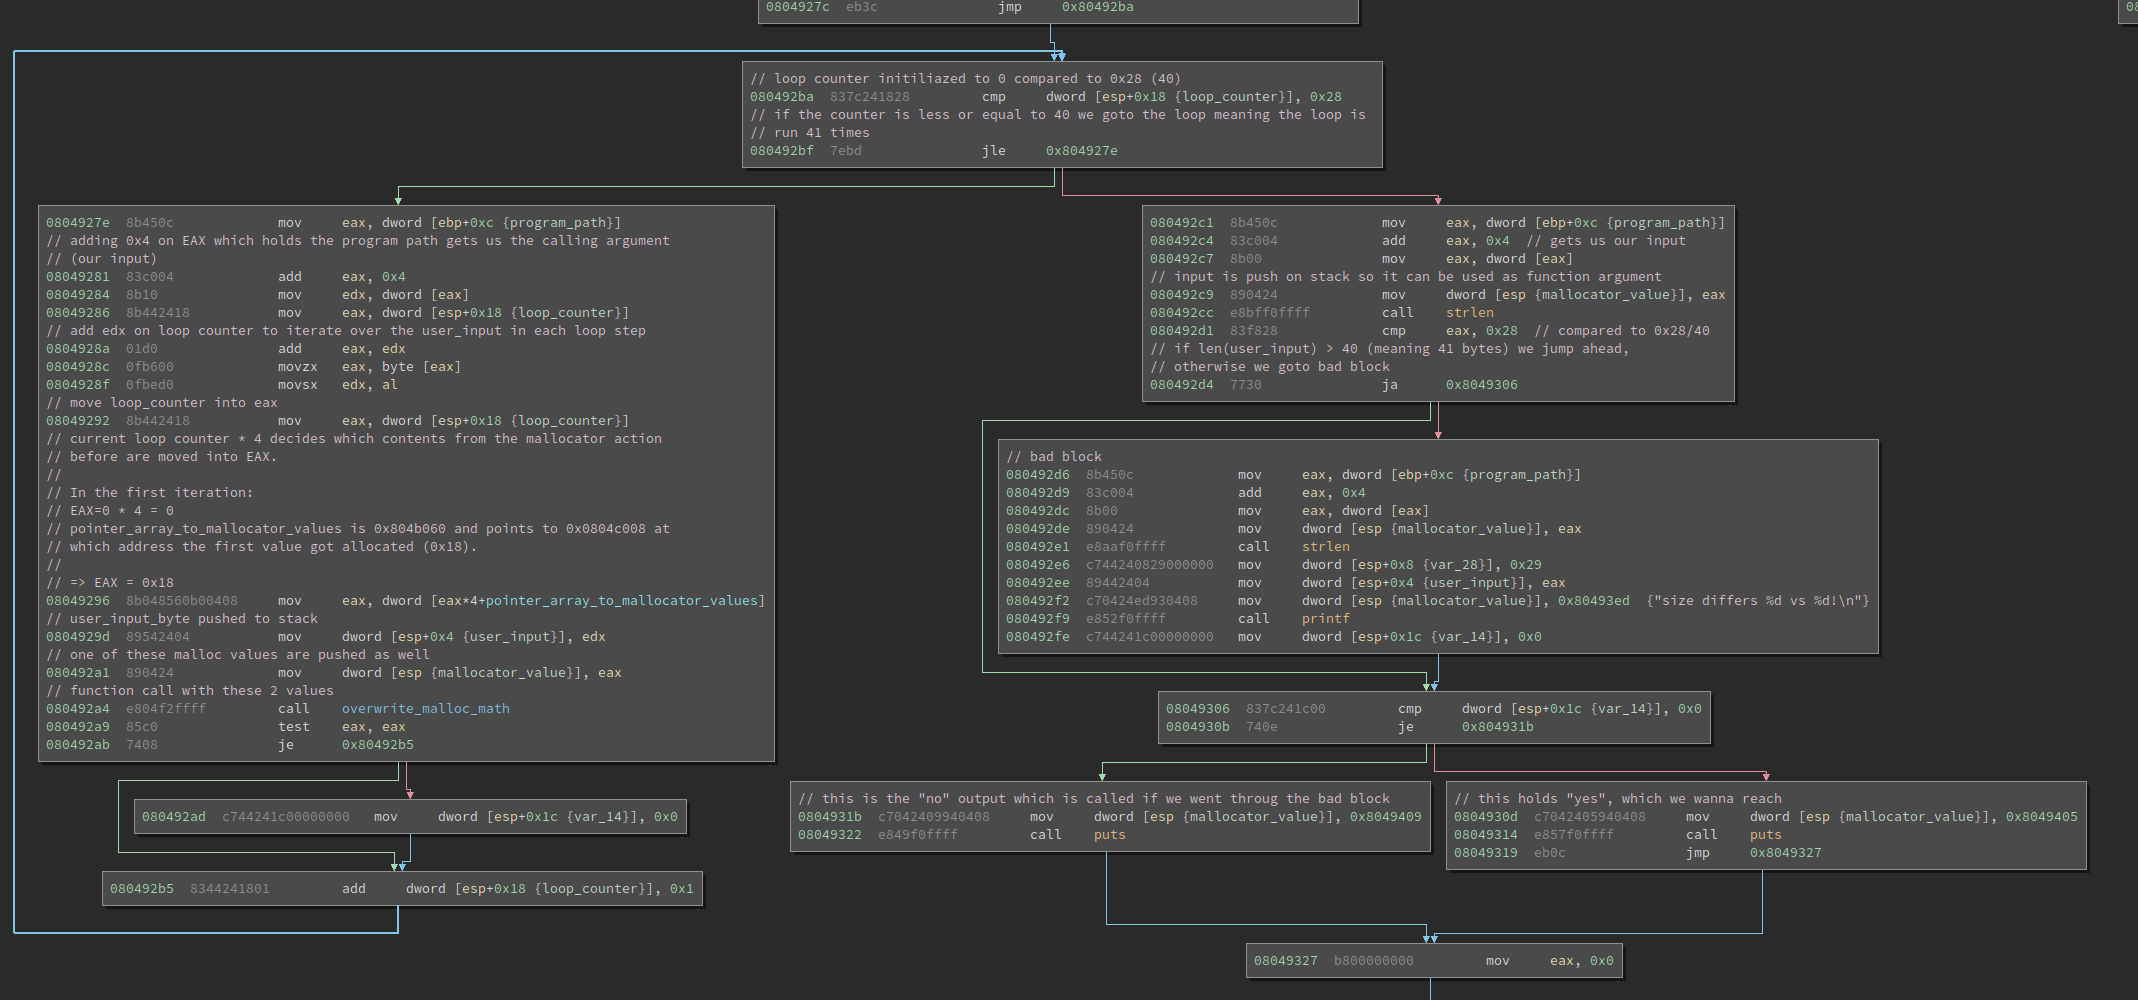 0804927c eb3c jmp 0x80492ba
// loop counter initiliazed to 0 compared to 0x28 (40)
080492ba 837c241828 cmp dword [esp+0x18 {loop_counter}], 0x28
// if the counter is less or equal to 40 we goto the loop meaning the loop is
// run 41 times
080492bf 7ebd jle 0x804927e
0804927e 8b450c mov eax, dword [ebp+0xc {program_path}]
// adding 0x4 on EAX which holds the program path gets us the calling argument
// (our input)
08049281 83c004 add eax, 0x4
08049284 8b10 mov edx, dword [eax]
08049286 8b442418 mov eax, dword [esp+0x18 {loop_counter}]
// add edx on loop counter to iterate over the user_input in each loop step
0804928a 01d0 add eax, edx
0804928c 0fb600 movzx eax, byte [eax]
0804928f 0fbed0 movsx edx, al
// move loop_counter into eax
08049292 8b442418 mov eax, dword [esp+0x18 {loop_counter}]
// current loop counter * 4 decides which contents from the mallocator action
// before are moved into EAX.
//
// In the first iteration:
// EAX=0 * 4 = 0
// pointer_array_to_mallocator_values is 0x804b060 and points to 0x0804c008 at
// which address the first value got allocated (0x18).
//
// => EAX = 0x18
08049296 8b048560b00408 mov eax, dword [eax*4+pointer_array_to_mallocator_values]
// user_input_byte pushed to stack
0804929d 89542404 mov dword [esp+0x4 {user_input}], edx
// one of these malloc values are pushed as well
080492a1 890424 mov dword [esp {mallocator_value}], eax
// function call with these 2 values
080492a4 e804f2ffff call overwrite_malloc_math
080492a9 85c0 test eax, eax
080492ab 7408 je 0x80492b5
080492ad c744241c00000000 mov dword [esp+0x1c {var_14}], 0x0
080492b5 8344241801 add dword [esp+0x18 {loop_counter}], 0x1
080492c1 8b450c mov eax, dword [ebp+0xc {program_path}]
080492c4 83c004 add eax, 0x4 // gets us our input
080492c7 8b00 mov eax, dword [eax]
// input is push on stack so it can be used as function argument
080492c9 890424 mov dword [esp {mallocator_value}], eax
080492cc e8bff0ffff call strlen
080492d1 83f828 cmp eax, 0x28 // compared to 0x28/40
// if len(user_input) > 40 (meaning 41 bytes) we jump ahead,
// otherwise we goto bad block
080492d4 7730 ja 0x8049306
// bad block
080492d6 8b450c mov eax, dword [ebp+0xc {program_path}]
080492d9 83c004 add eax, 0x4
080492dc 8b00 mov eax, dword [eax]
080492de 890424 mov dword [esp {mallocator_value}], eax
080492e1 e8aaf0ffff call strlen
080492e6 c744240829000000 mov dword [esp+0x8 {var_28}], 0x29
080492ee 89442404 mov dword [esp+0x4 {user_input}], eax
080492f2 c70424ed930408 mov dword [esp {mallocator_value}], 0x80493ed {"size differs %d vs %d!\n"}
080492f9 e852f0ffff call printf
080492fe c744241c00000000 mov dword [esp+0x1c {var_14}], 0x0
08049306 837c241c00 cmp dword [esp+0x1c {var_14}], 0x0
0804930b 740e je 0x804931b
// this is the "no" output which is called if we went throug the bad block
0804931b c7042409940408 mov dword [esp {mallocator_value}], 0x8049409
08049322 e849f0ffff call puts
// this holds "yes", which we wanna reach
0804930d c7042405940408 mov dword [esp {mallocator_value}], 0x8049405
08049314 e857f0ffff call puts
08049319 eb0c jmp 0x8049327
08049327 b800000000 mov eax, 0x0